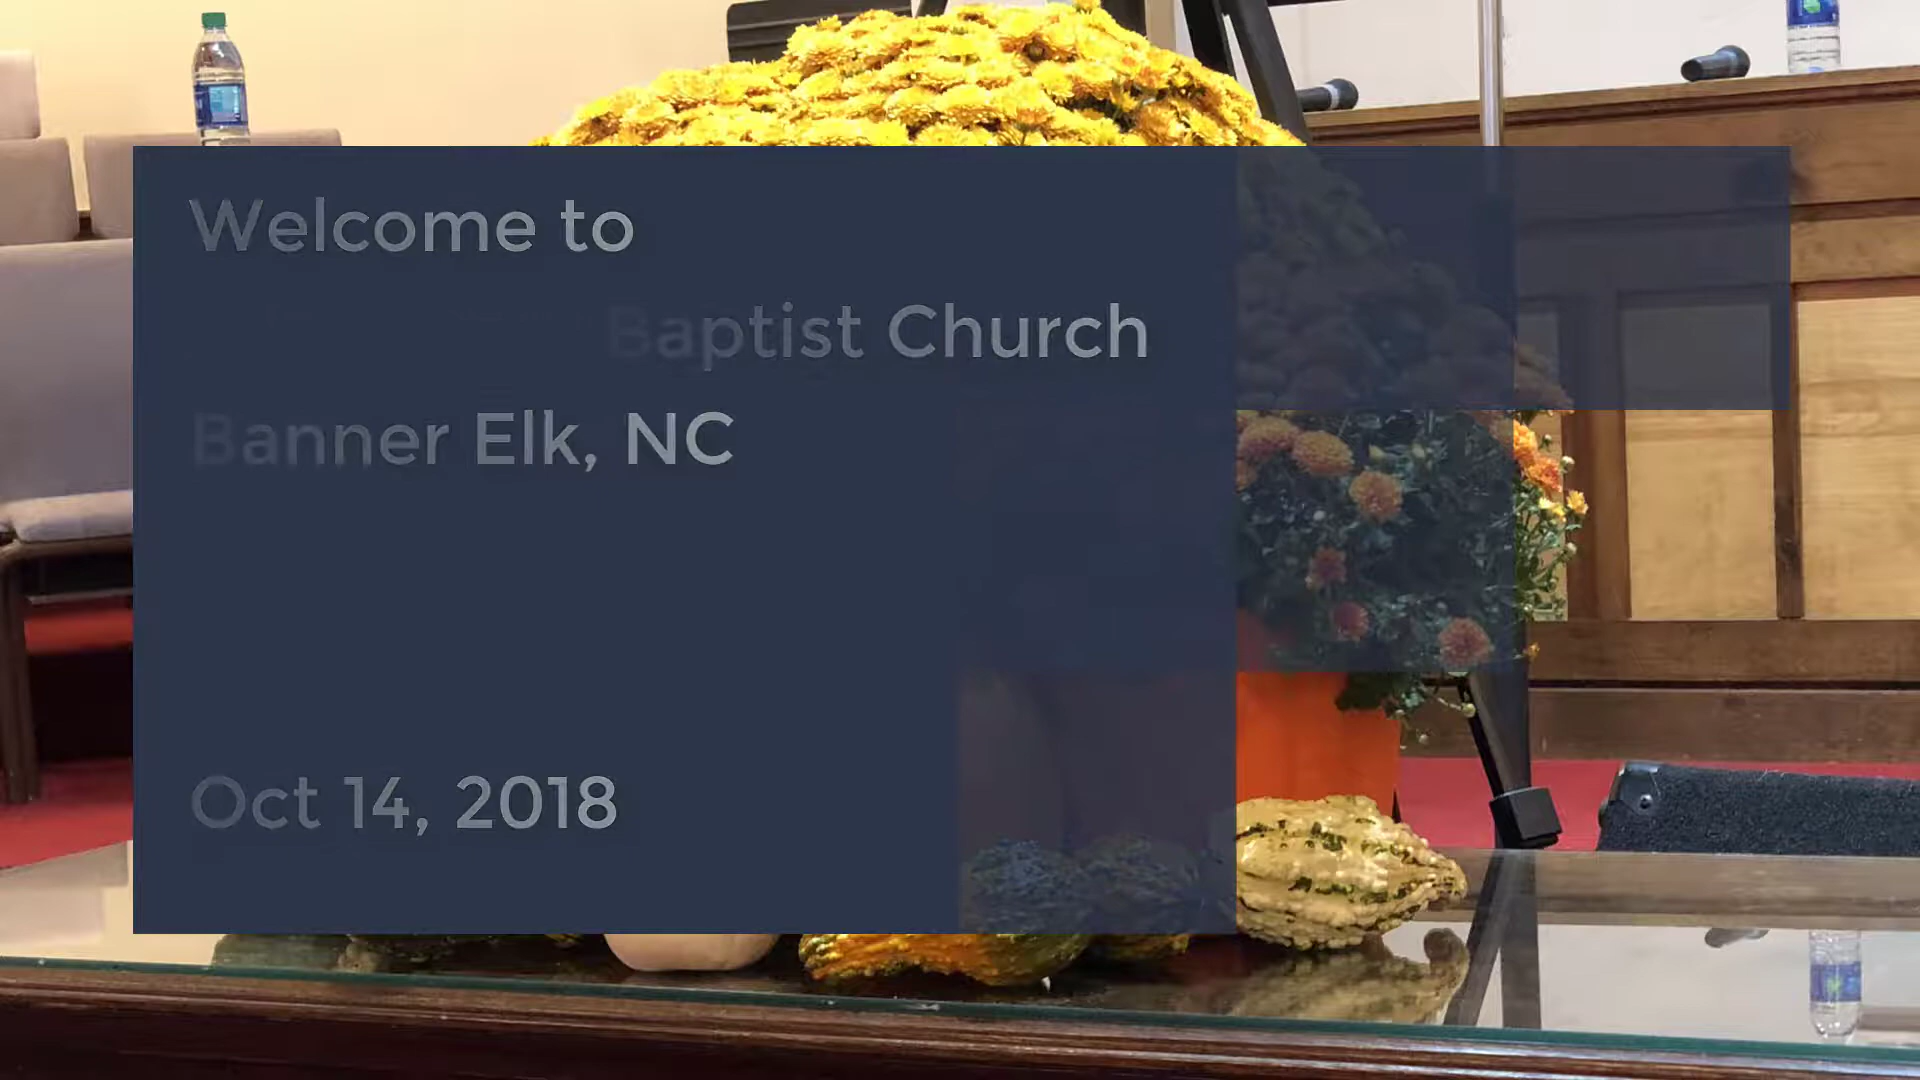 Welcome to
Baptist Church
Banner Elk, NC
Oct 14, 2018